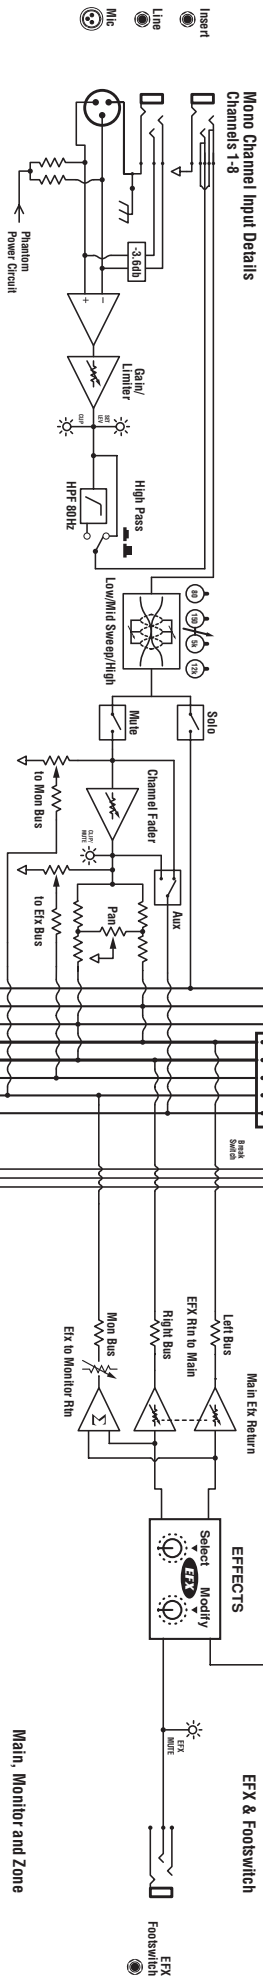 Mono Channel Input Details
Channels 1-8
Insert
Line
Mic
Phantom
Power Circuit
-3.6db
+
−
Gain/
Limiter
SET
LEV
CLIP
High Pass
HPF 80Hz
80
150
5k
12k
Low/Mid Sweep/High
Solo
Mute
Channel Fader
CLIP/
MUTE
Aux
Pan
to Mon Bus
to Efx Bus
Break
Switch
Main Efx Return
Left Bus
EFX Rtn to Main
Right Bus
Mon Bus
Efx to Monitor Rtn
Σ
EFFECTS
Select
Modify
EFX
EFX
MUTE
EFX & Footswitch
Main, Monitor and Zone
EFX
Footswitch